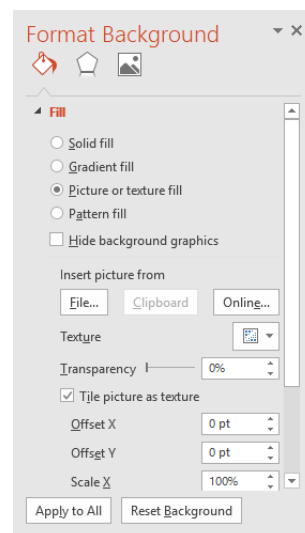 Format Background
Fill
Solid fill
Gradient fill
Picture or texture fill
Pattern fill
Hide background graphics
Insert picture from
File... Clipboard Online...
Texture
Transparency 0%
Tile picture as texture
Offset X 0 pt
Offset Y 0 pt
Scale X 100%
Apply to All Reset Background